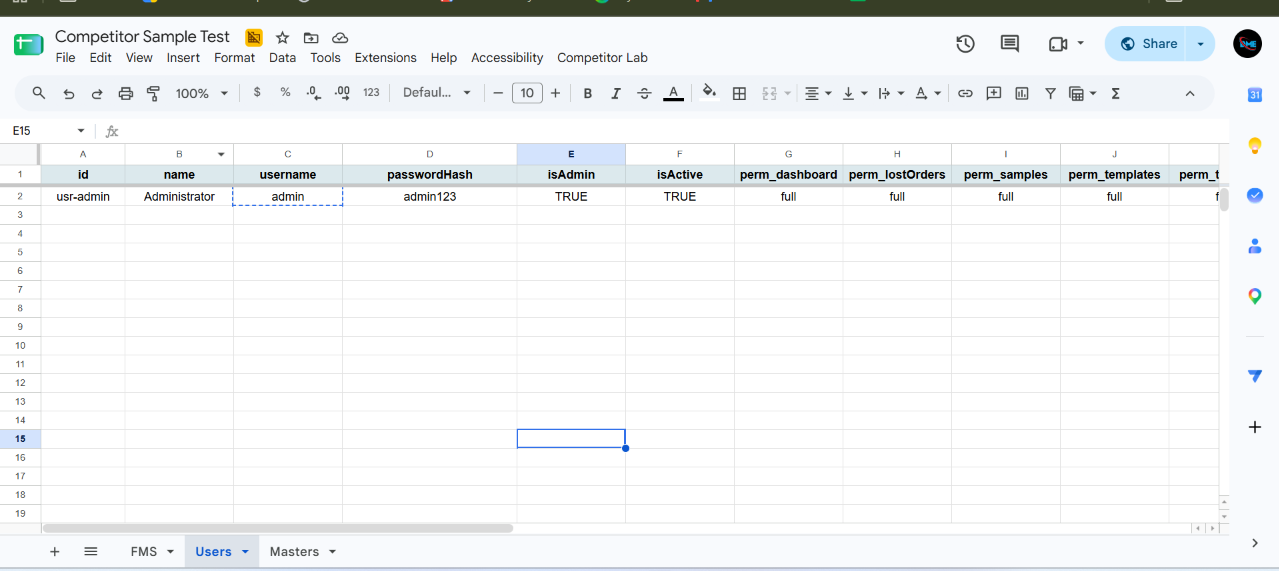 Competitor Sample Test
File Edit View Insert Format Data Tools Extensions Help Accessibility Competitor Lab
Share
100% $ % .0 .00 123 Defaul... 10 B I A A Σ
31
E15 fx
A B C D E F G H I J
1 id name username passwordHash isAdmin isActive perm_dashboard perm_lostOrders perm_samples perm_templates perm_t
2 usr-admin Administrator admin admin123 TRUE TRUE full full full full f
3
4
5
6
7
8
9
10
11
12
13
14
15
16
17
18
19
FMS Users Masters